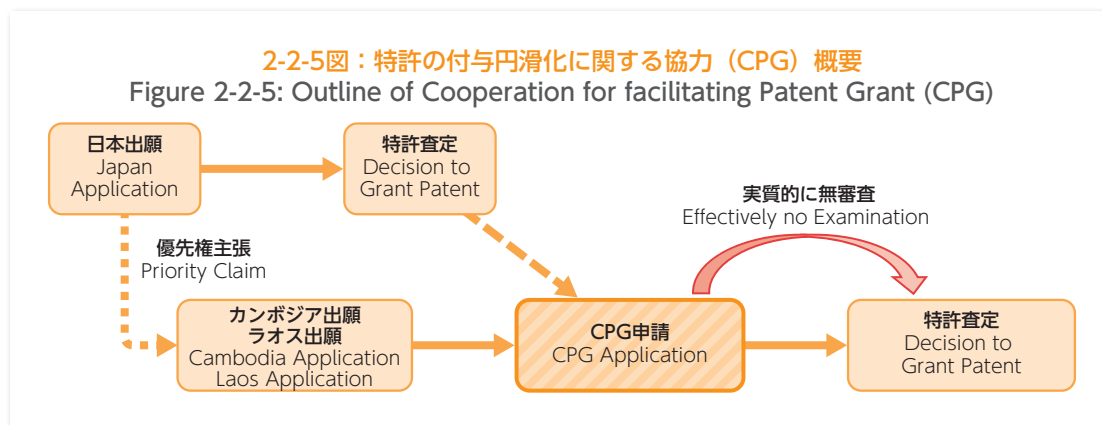 2-2-5図：特許の付与円滑化に関する協力（CPG）概要
Figure 2-2-5: Outline of Cooperation for facilitating Patent Grant (CPG)
日本出願
Japan
Application
特許査定
Decision to
Grant Patent
実質的に無審査
Effectively no Examination
優先権主張
Priority Claim
カンボジア出願
ラオス出願
Cambodia Application
Laos Application
CPG申請
CPG Application
特許査定
Decision to
Grant Patent